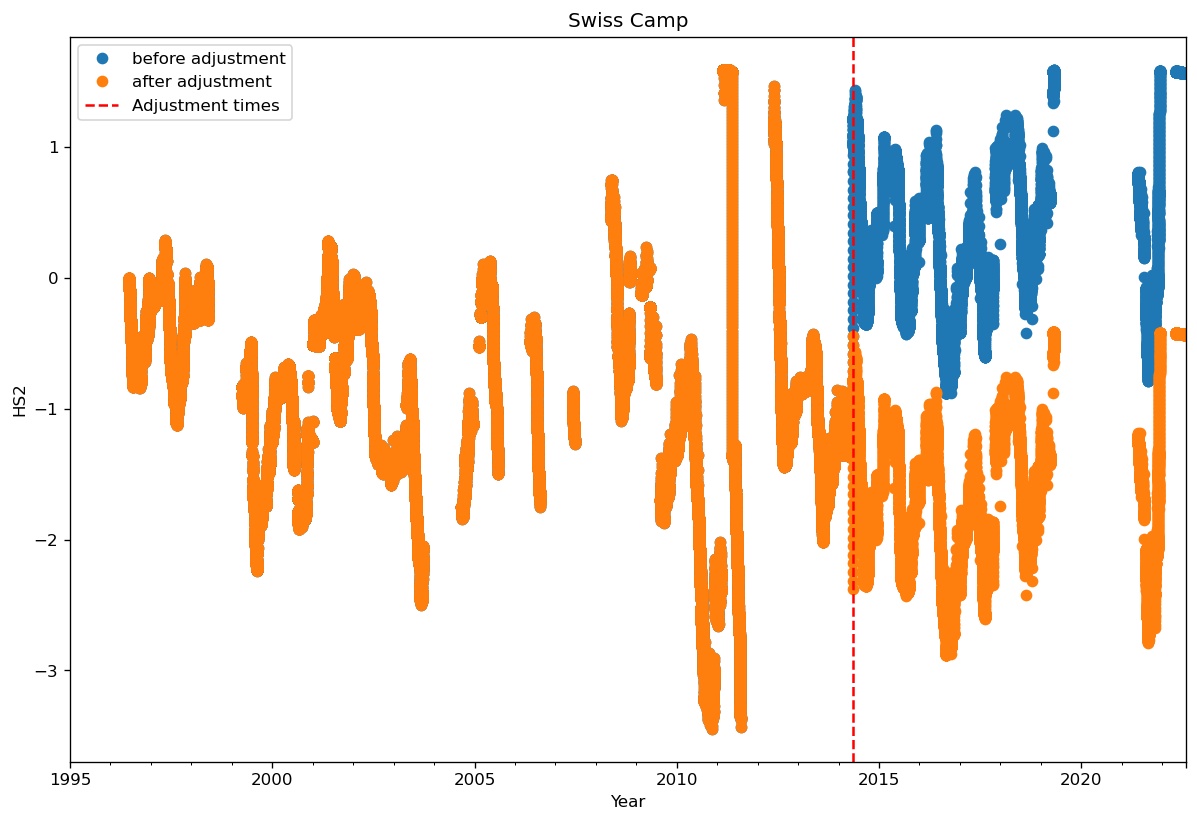 Swiss Camp
before adjustment
after adjustment
Adjustment times
HS2
1
0
−1
−2
−3
1995
2000
2005
2010
2015
2020
Year